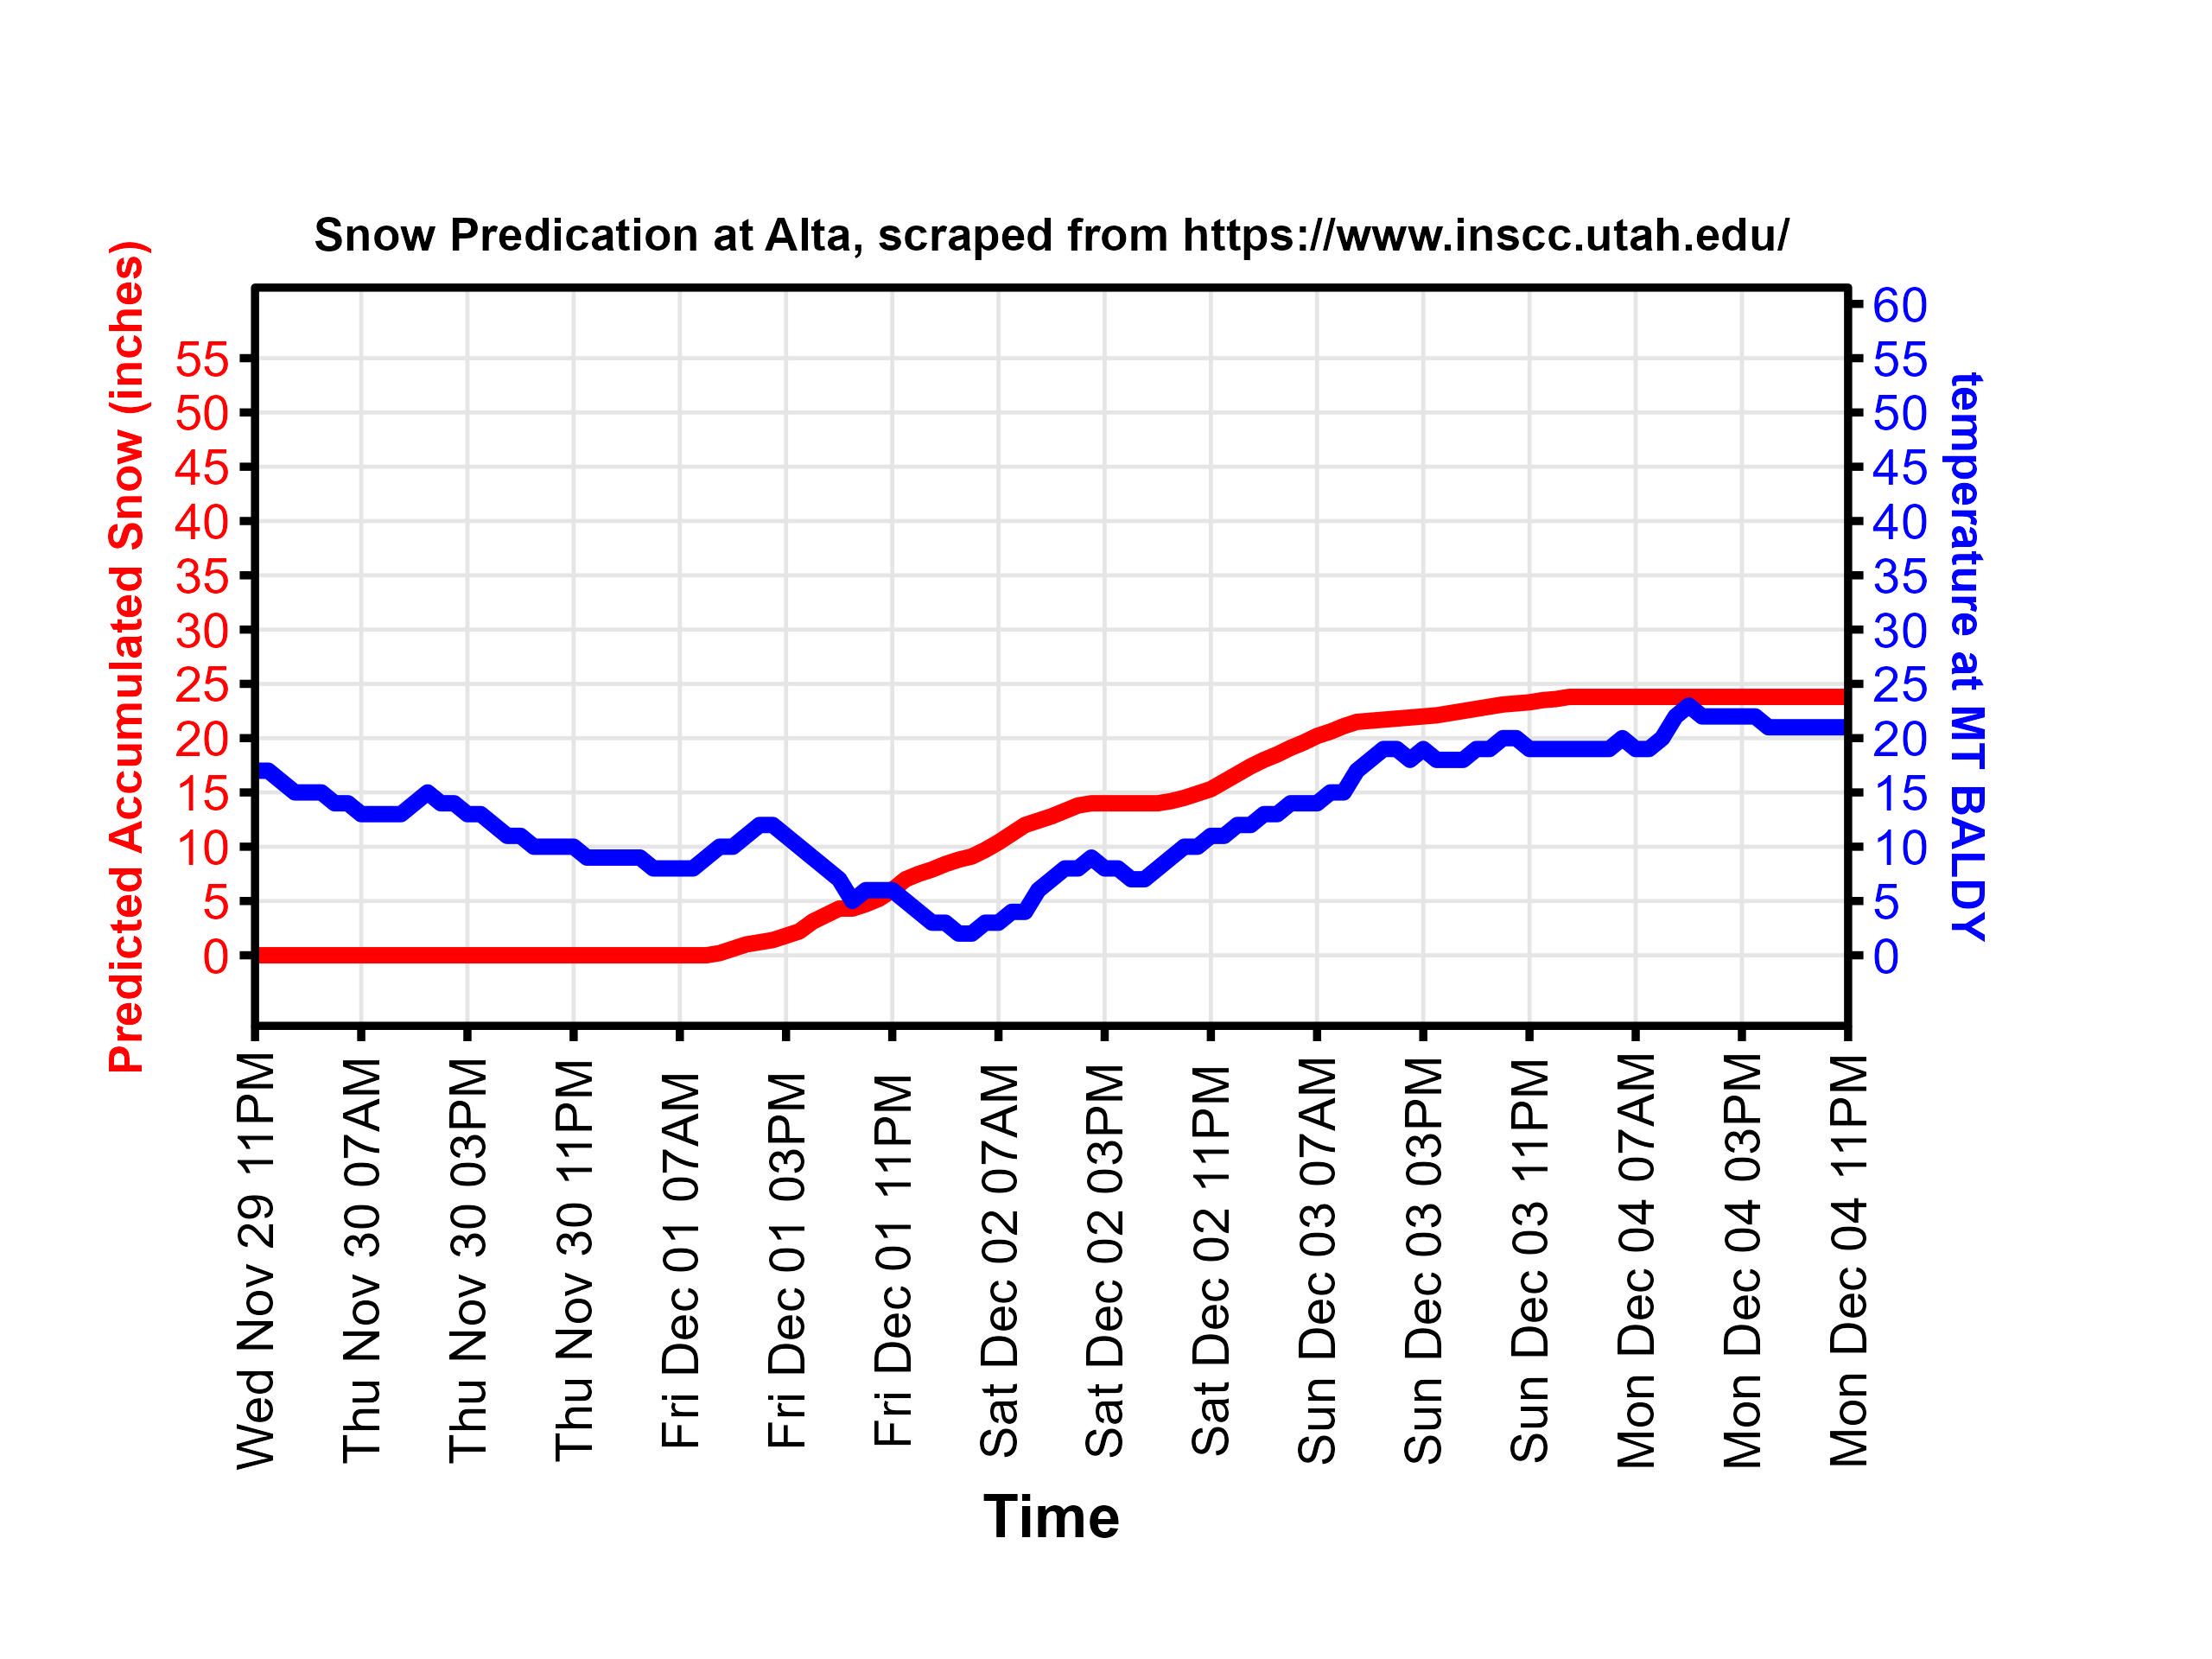 Snow Predication at Alta, scraped from https://www.inscc.utah.edu/
Predicted Accumulated Snow (inches)
55
50
45
40
35
30
25
20
15
10
5
0
60
55
50
45
40
35
30
25
20
15
10
5
0
temperature at MT BALDY
Wed Nov 29 11PM
Thu Nov 30 07AM
Thu Nov 30 03PM
Thu Nov 30 11PM
Fri Dec 01 07AM
Fri Dec 01 03PM
Fri Dec 01 11PM
Sat Dec 02 07AM
Sat Dec 02 03PM
Sat Dec 02 11PM
Sun Dec 03 07AM
Sun Dec 03 03PM
Sun Dec 03 11PM
Mon Dec 04 07AM
Mon Dec 04 03PM
Mon Dec 04 11PM
Time